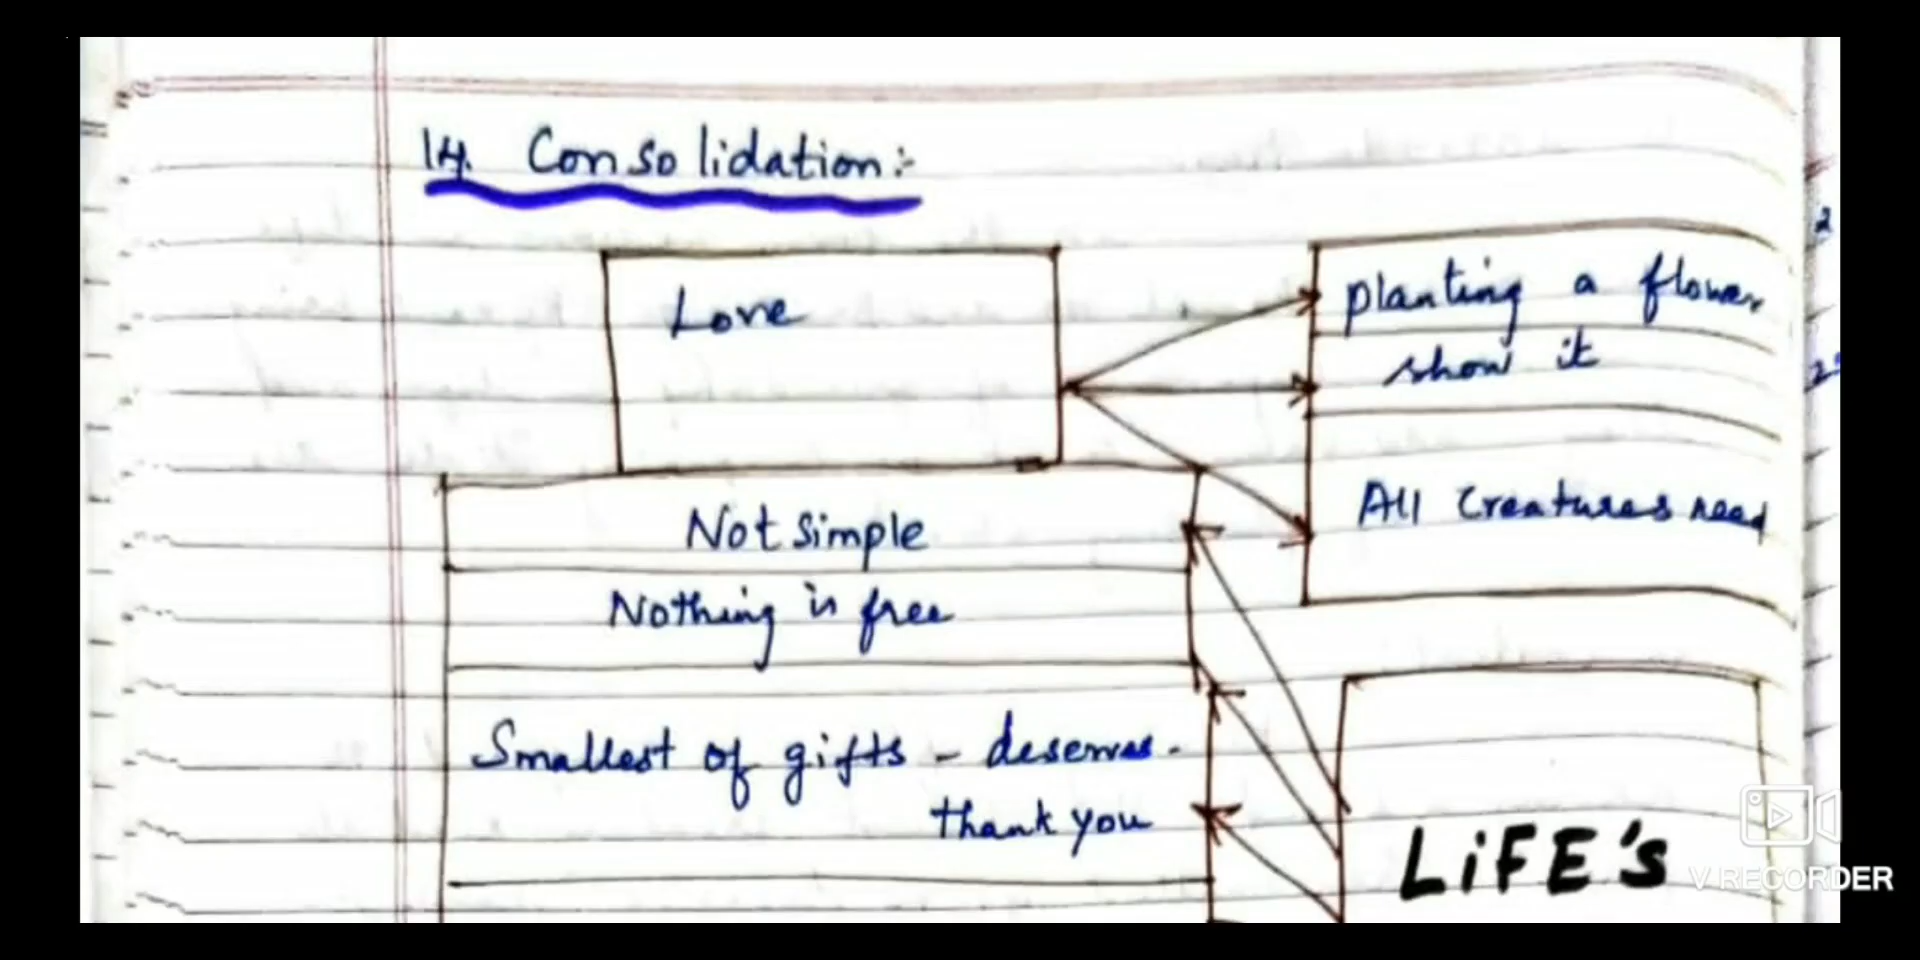 14. Consolidation:-
Love
planting a flower
show it
All Creatures need
Not simple
Nothing is free
Smallest of gifts - deserves -
thank you
LiFE's
V RECORDER